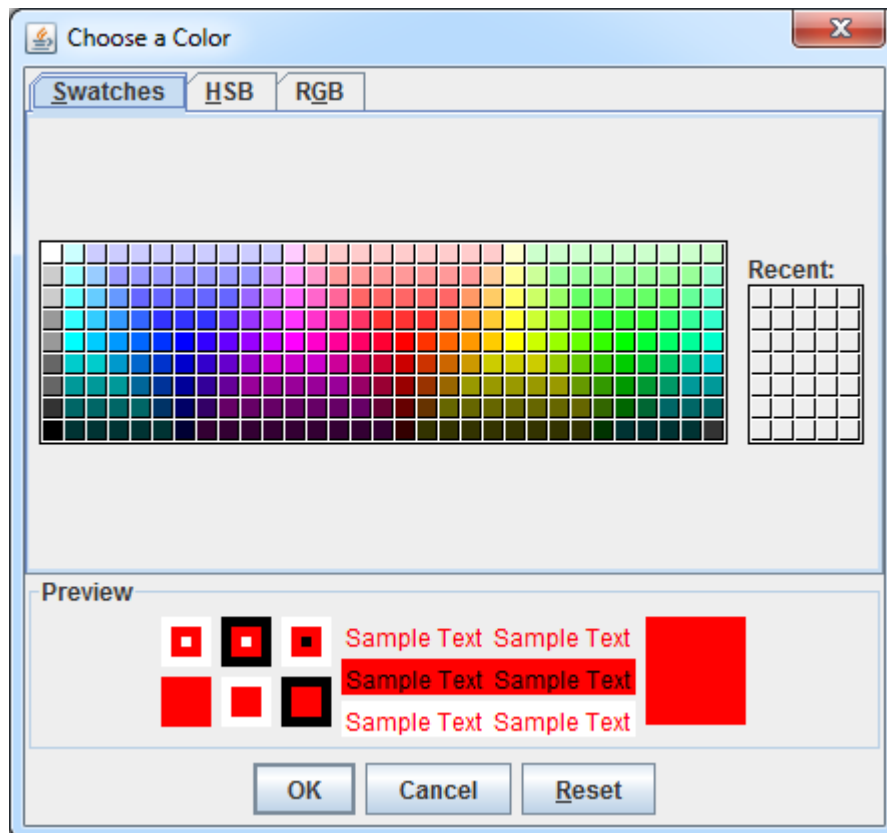 Choose a Color
Swatches HSB RGB
Recent:
Preview
Sample Text Sample Text
Sample Text Sample Text
Sample Text Sample Text
OK Cancel Reset